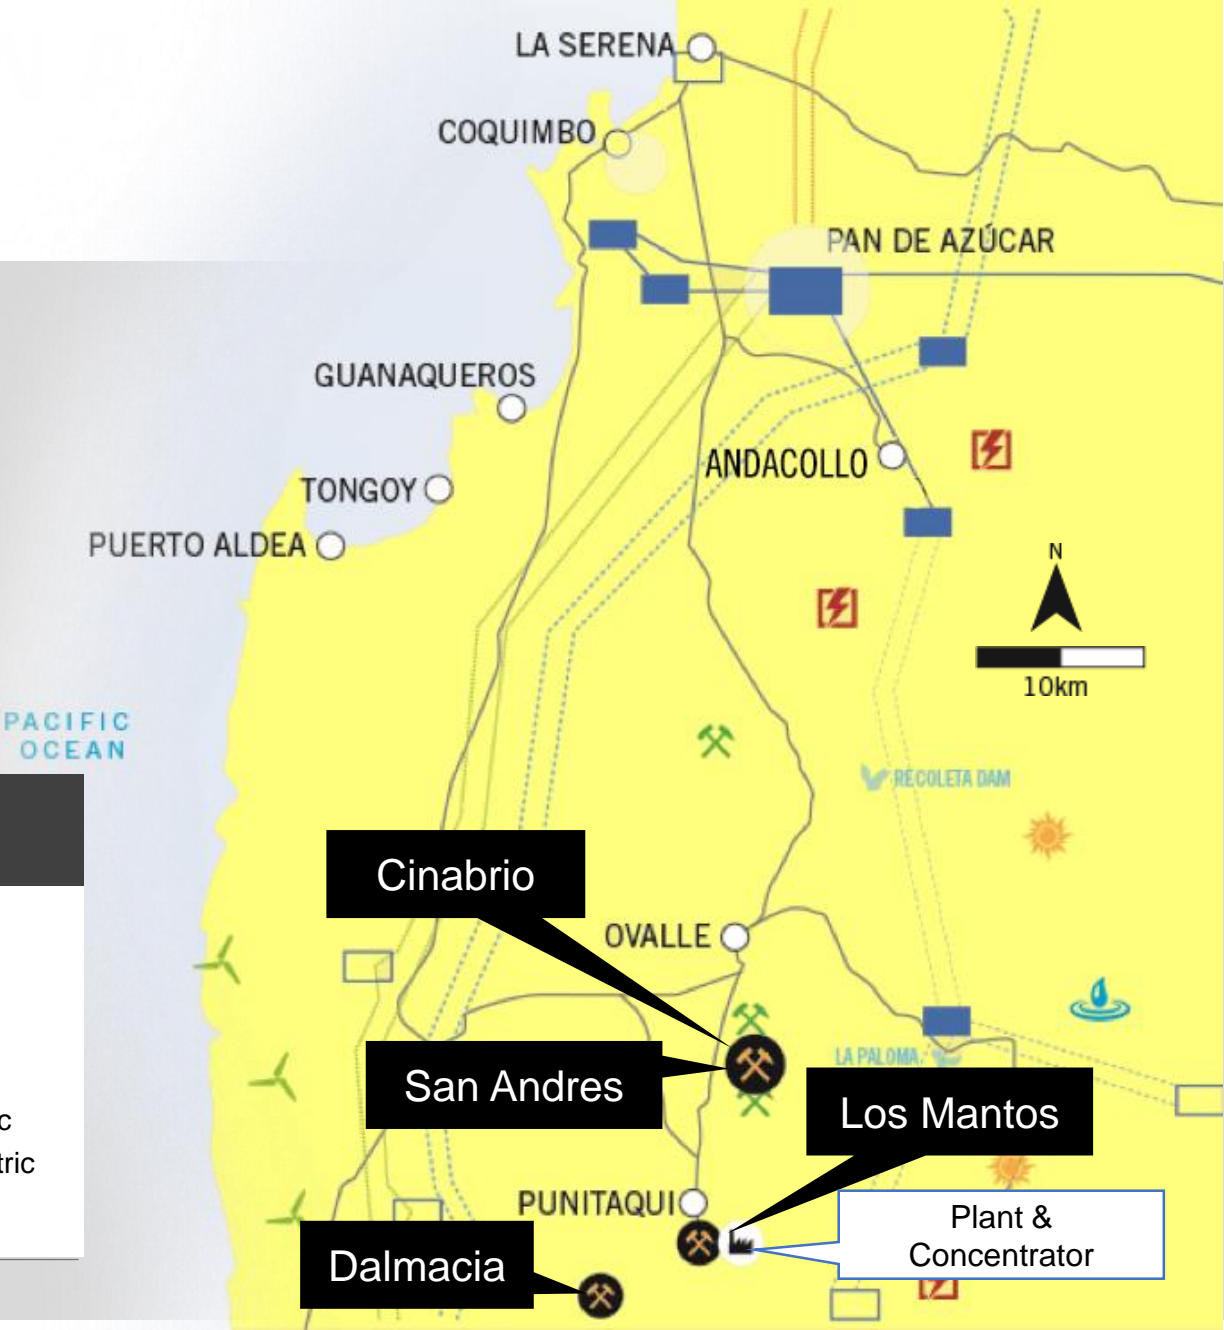 LA SERENA
COQUIMBO
PAN DE AZÚCAR
GUANAQUEROS
ANDACOLLO
TONGOY
PUERTO ALDEA
N
10km
PACIFIC
OCEAN
RECOLETA DAM
Cinabrio
OVALLE
LA PALOMA
San Andres
Los Mantos
c
tric
PUNITAQUI
Plant &
Concentrator
Dalmacia